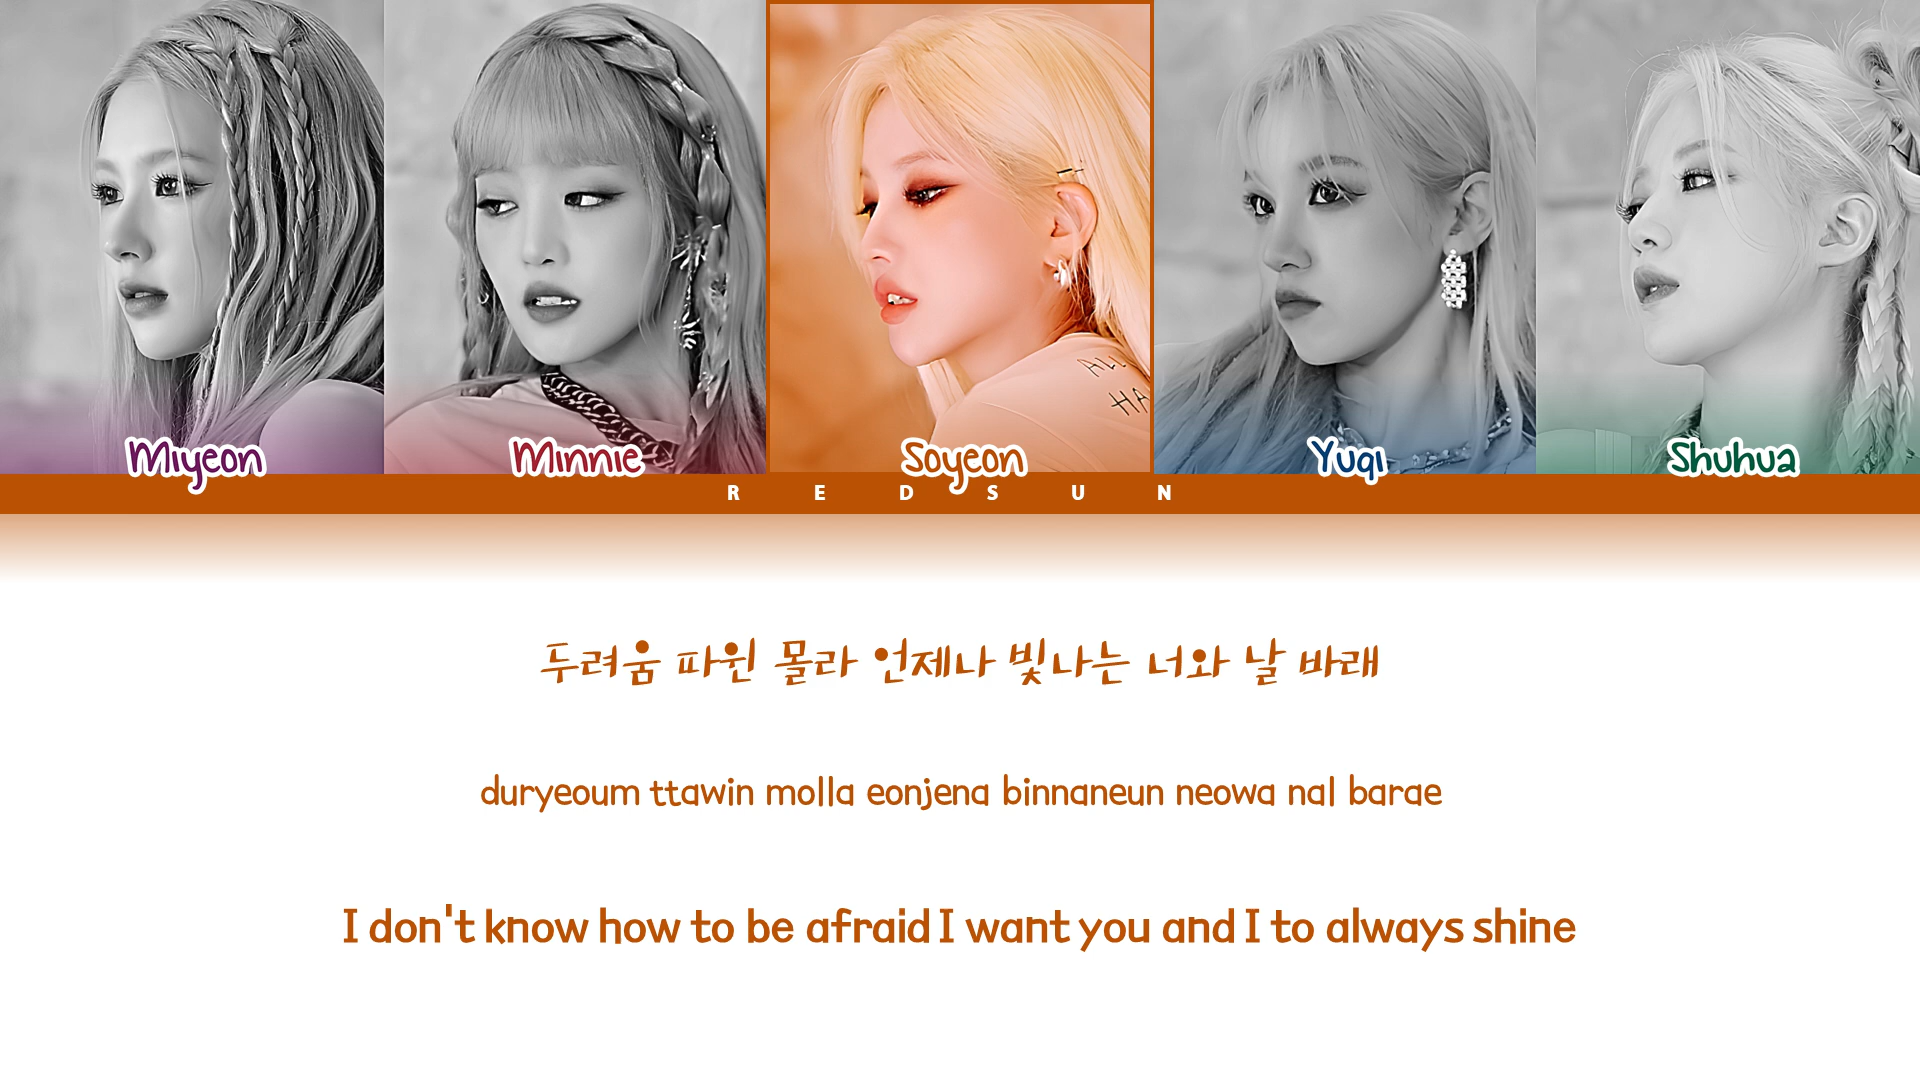 Miyeon Minnie Soyeon Yuqi Shuhua
REDSUN
두려움 따윈 몰라 언제나 빛나는 너와 날 바래
duryeoum ttawin molla eonjena binnaneun neowa nal barae
I don't know how to be afraid I want you and I to always shine